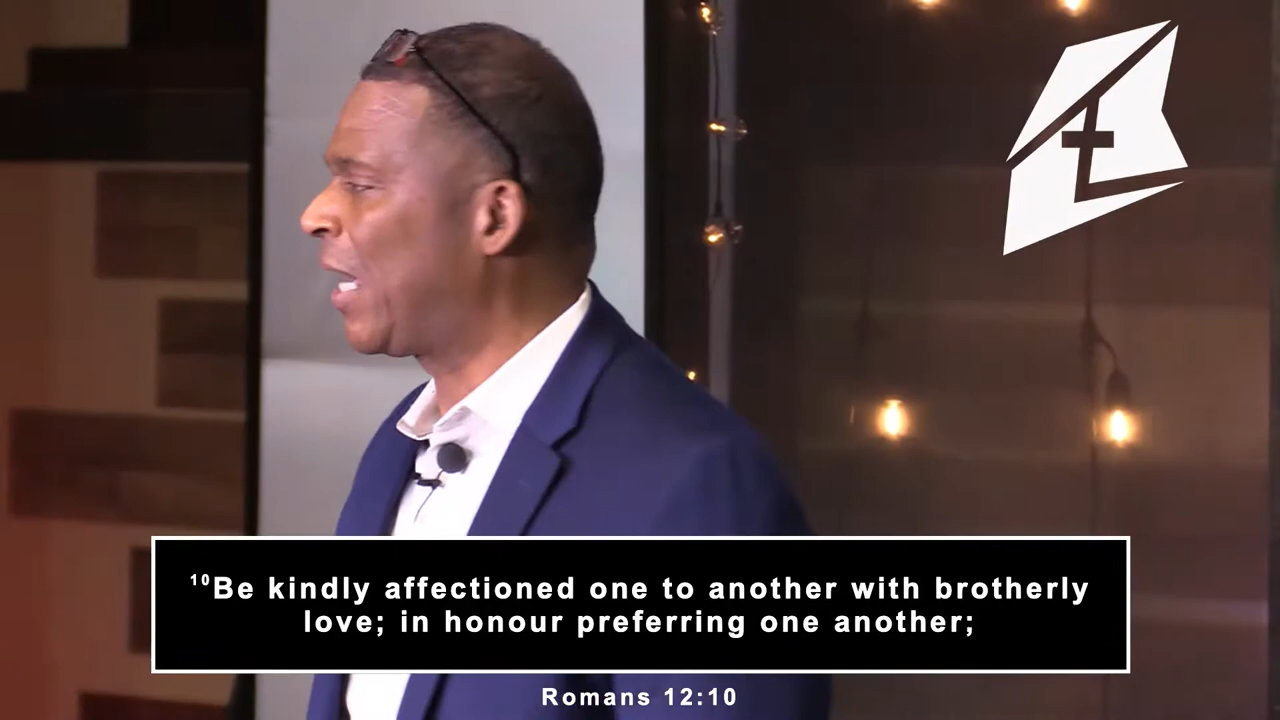 ¹⁰Be kindly affectioned one to another with brotherly
love; in honour preferring one another;
Romans 12:10